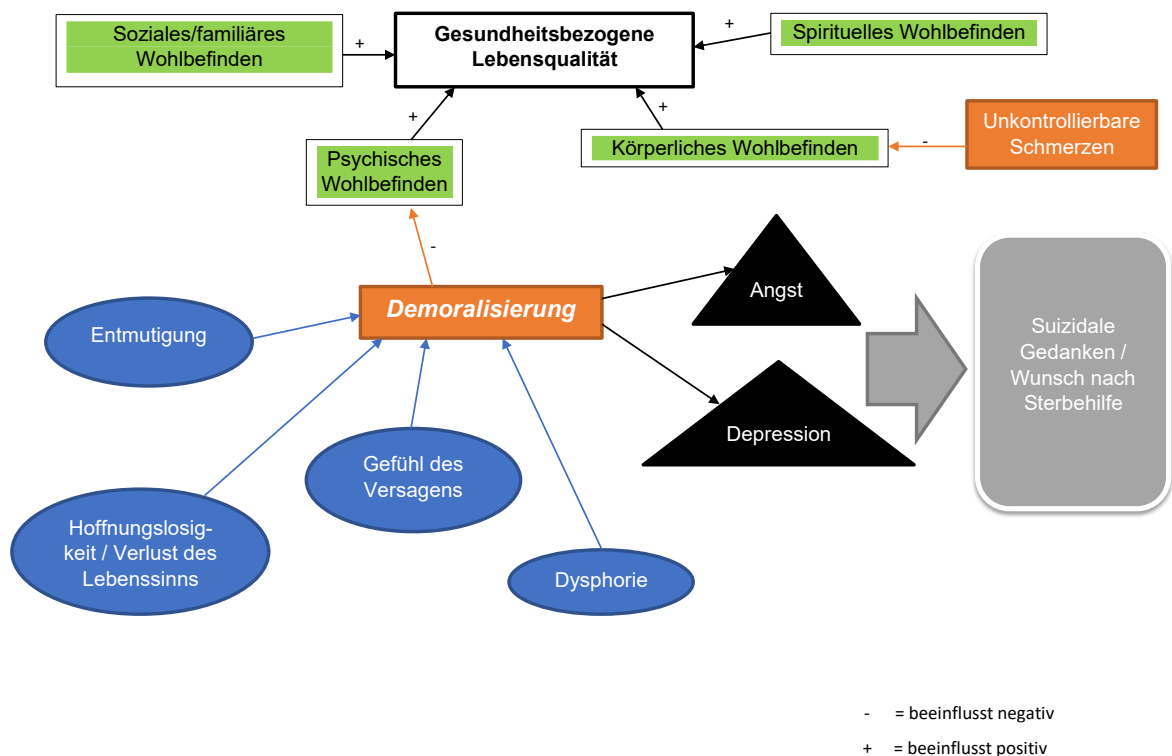 Soziales/familiäres
Wohlbefinden
+
Gesundheitsbezogene
Lebensqualität
+
Spirituelles Wohlbefinden
+
+
Psychisches
Wohlbefinden
Körperliches Wohlbefinden
-
Unkontrollierbare
Schmerzen
-
Demoralisierung
Angst
Entmutigung
Suizidale
Gedanken /
Wunsch nach
Sterbehilfe
Depression
Gefühl des
Versagens
Hoffnungslosig-
keit / Verlust des
Lebenssinns
Dysphorie
- = beeinflusst negativ
+ = beeinflusst positiv